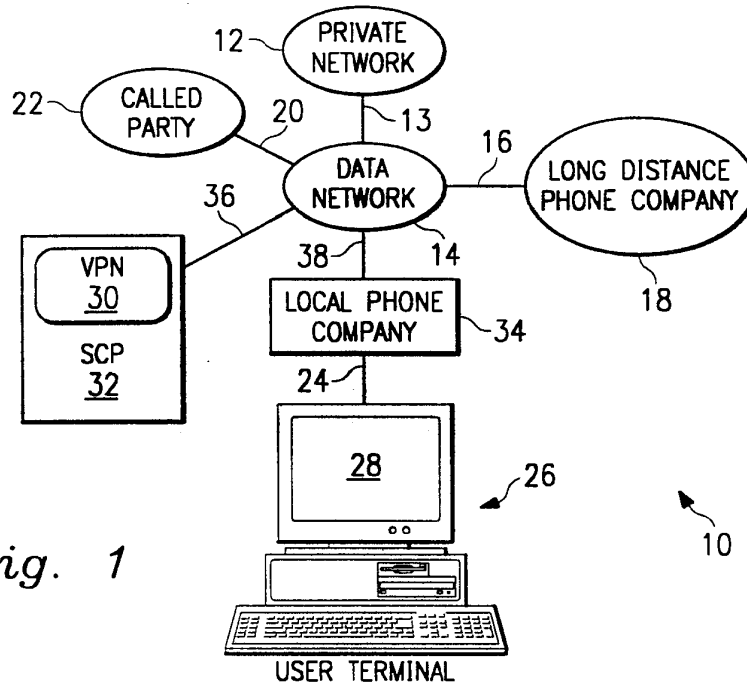 12
PRIVATE
NETWORK
22
CALLED
PARTY
20
13
DATA
NETWORK
16
LONG DISTANCE
PHONE COMPANY
36
14
38
18
VPN
30
SCP
32
LOCAL PHONE
COMPANY
34
24
28
26
10
ig. 1
USER TERMINAL